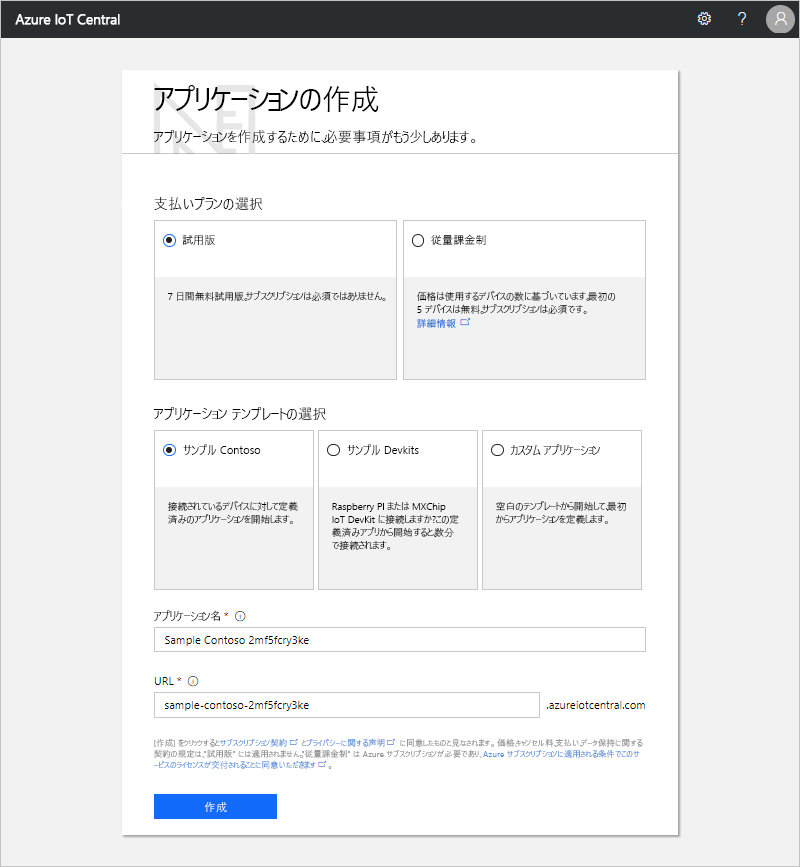 Azure IoT Central
?
アプリケーションの作成
アプリケーションを作成するために､必要事項がもう少しあります。
支払いプランの選択
試用版
従量課金制
7 日間無料試用版｡サブスクリプションは必須ではありません。
価格は使用するデバイスの数に基づいています｡最初の
5 デバイスは無料｡サブスクリプションは必須です。
詳細情報
アプリケーション テンプレートの選択
サンプル Contoso
サンプル Devkits
カスタム アプリケーション
接続されているデバイスに対して定義
済みのアプリケーションを開始します。
Raspberry PI または MXChip
IoT DevKit に接続しますか?この定
義済みアプリから開始すると､数分
で接続されます。
空白のテンプレートから開始して､最初
からアプリケーションを定義します。
アプリケーション名 *
Sample Contoso 2mf5fcry3ke
URL *
sample-contoso-2mf5fcry3ke
.azureiotcentral.com
[作成] をクリックするとサブスクリプション契約 とプライバシーに関する声明 に同意したものと見なされます。価格､キャンセル料､支払い､データ保持に関する
契約の規定は､"試用版" には適用されません｡"従量課金制" は Azure サブスクリプションが必要であり､Azure サブスクリプションに適用される条件でこのサ
ービスのライセンスが交付されることに同意いただきます 。
作成